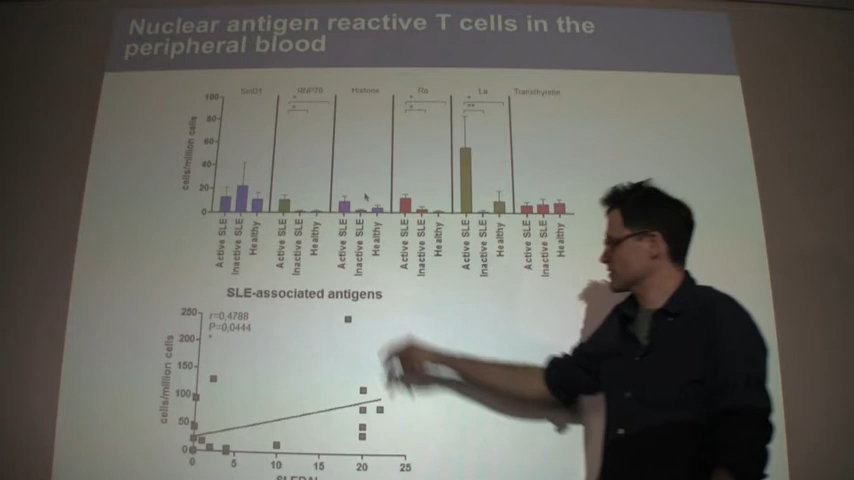 Nuclear antigen reactive T cells in the
peripheral blood
SmD1 Histone Ro La Transthyretin
* * * *
* * **
100
80
60
40
20
0
cells/million cells
Active SLE Inactive SLE Healthy Active SLE Inactive SLE Healthy Active SLE Inactive SLE Healthy Active SLE Inactive SLE Healthy Active SLE Inactive SLE Healthy Active SLE Inactive SLE Healthy
SLE-associated antigens
r=0,4788
P=0,0444
*
250
200
150
100
50
0
cells/million cells
0 5 10 15 20 25
SLEDAI